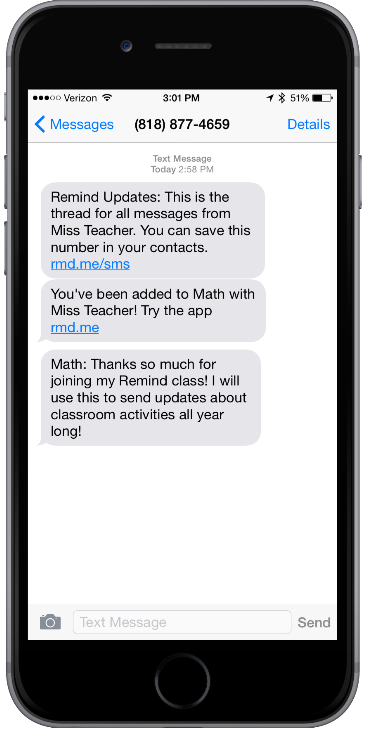 Verizon 3:01 PM 51%
Messages (818) 877-4659 Details
Text Message
Today 2:58 PM
Remind Updates: This is the
thread for all messages from
Miss Teacher. You can save this
number in your contacts.
rmd.me/sms
You've been added to Math with
Miss Teacher! Try the app
rmd.me
Math: Thanks so much for
joining my Remind class! I will
use this to send updates about
classroom activities all year
long!
Text Message Send